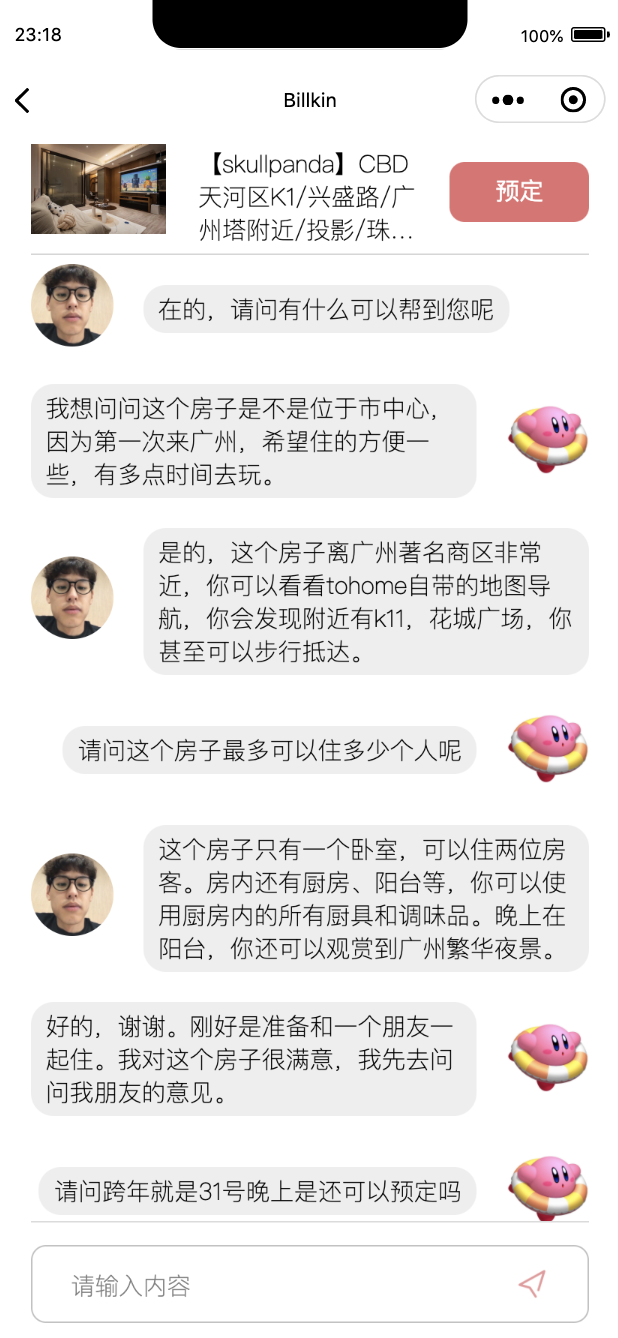 23:18
100%
Billkin
【skullpanda】CBD
天河区K1/兴盛路/广
州塔附近/投影/珠...
预定
在的，请问有什么可以帮到您呢
我想问问这个房子是不是位于市中心，
因为第一次来广州，希望住的方便一
些，有多点时间去玩。
是的，这个房子离广州著名商区非常
近，你可以看看tohome自带的地图导
航，你会发现附近有k11，花城广场，你
甚至可以步行抵达。
请问这个房子最多可以住多少个人呢
这个房子只有一个卧室，可以住两位房
客。房内还有厨房、阳台等，你可以使
用厨房内的所有厨具和调味品。晚上在
阳台，你还可以观赏到广州繁华夜景。
好的，谢谢。刚好是准备和一个朋友一
起住。我对这个房子很满意，我先去问
问我朋友的意见。
请问跨年就是31号晚上是还可以预定吗
请输入内容